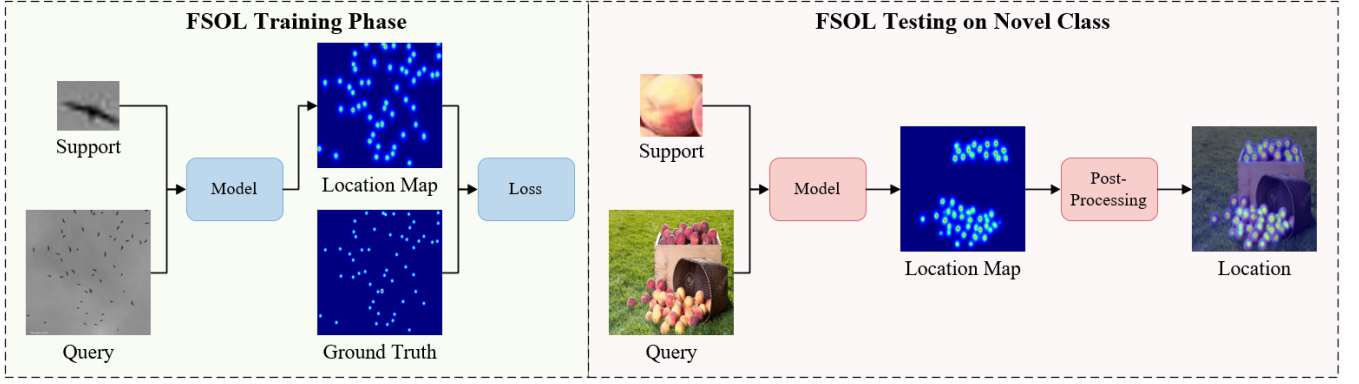 FSOL Training Phase
Support
Query
Model
Location Map
Ground Truth
Loss
FSOL Testing on Novel Class
Support
Query
Model
Location Map
Post-
Processing
Location